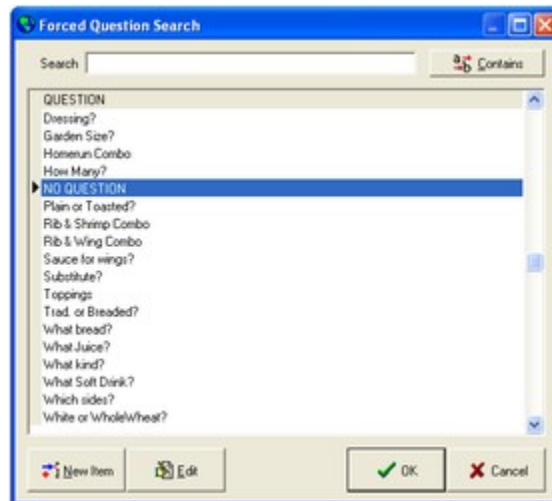 Forced Question Search
Search
Contains
QUESTION
Dressing?
Garden Size?
Homerun Combo
How Many?
NO QUESTION
Plain or Toasted?
Rib & Shrimp Combo
Rib & Wing Combo
Sauce for wings?
Substitute?
Toppings
Trad. or Breaded?
What bread?
What Juice?
What kind?
What Soft Drink?
Which sides?
White or WholeWheat?
New Item
Edit
OK
Cancel